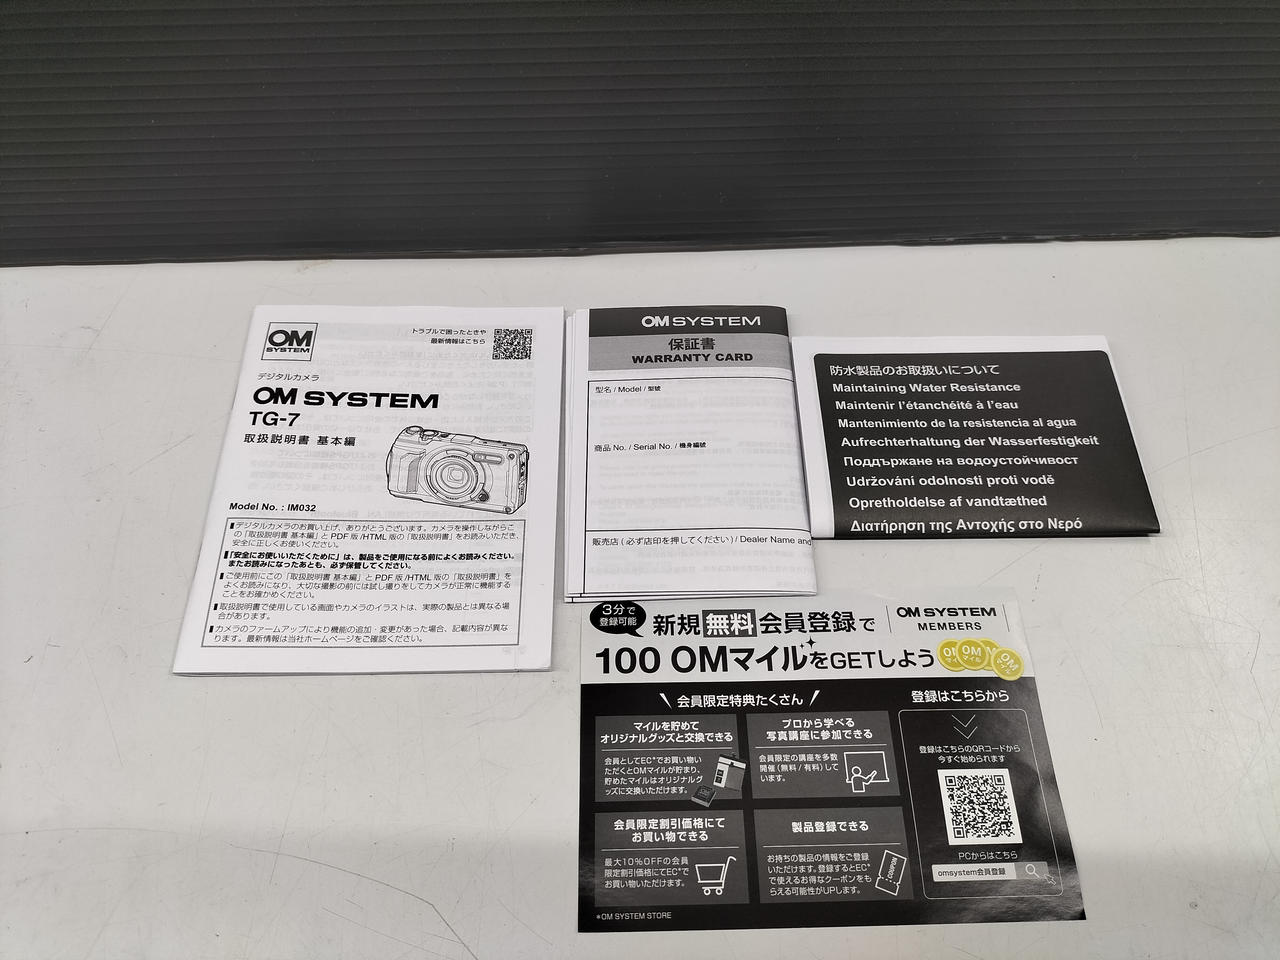 OM
SYSTEM
トラブルで困ったときや
最新情報はこちら
デジタルカメラ
OM SYSTEM
TG-7
取扱説明書 基本編
Model No. : IM032
デジタルカメラのお買い上げ、ありがとうございます。カメラを操作しながらこ
の「取扱説明書 基本編」と PDF 版 /HTML 版の「取扱説明書」をお読みいただき、
安全に正しくお使いください。
「安全にお使いいただくために」は、製品をご使用になる前によくお読みください。
またお読みになったあとも、必ず保管してください。
ご使用前にこの「取扱説明書 基本編」と PDF 版 /HTML 版の「取扱説明書」を
よくお読みになり、大切な撮影の前には試し撮りをしてカメラが正常に機能する
ことをお確かめください。
取扱説明書で使用している画面やカメラのイラストは、実際の製品とは異なる場
合があります。
カメラのファームアップにより機能の追加・変更があった場合、記載内容が異な
ります。最新情報は当社ホームページをご確認ください。
OM SYSTEM
保証書
WARRANTY CARD
型名 / Model / 型號
商品 No. / Serial No. / 機身編號
販売店 ( 必ず店印を押してください ) / Dealer Name and
防水製品のお取扱いについて
Maintaining Water Resistance
Maintenir l'étanchéité à l'eau
Mantenimiento de la resistencia al agua
Aufrechterhaltung der Wasserfestigkeit
Поддържане на водоустойчивост
Udržování odolnosti proti vodě
Opretholdelse af vandtæthed
Διατήρηση της Αντοχής στο Νερό
3分で
登録可能
新規 無料 会員登録で
100 OMマイルをGETしよう
OM SYSTEM
MEMBERS
OM
マイル
OM
マイル
会員限定特典たくさん
マイルを貯めて
オリジナルグッズと交換できる
会員としてEC*でお買い物い
ただくとOMマイルが貯まり、
貯めたマイルはオリジナルグ
ッズに交換いただけます。
プロから学べる
写真講座に参加できる
会員限定の講座を多数
開催(無料/有料)して
います。
会員限定割引価格にて
お買い物できる
最大10%OFFの会員
限定割引価格にてEC*で
お買い物いただけます。
製品登録できる
お持ちの製品の情報をご登録
いただけます。登録するとEC*
で使えるお得なクーポンをも
らえる可能性がUPします。
COUPON
登録はこちらから
登録はこちらのQRコードから
今すぐ始められます
PCからはこちら
omsystem会員登録
*OM SYSTEM STORE